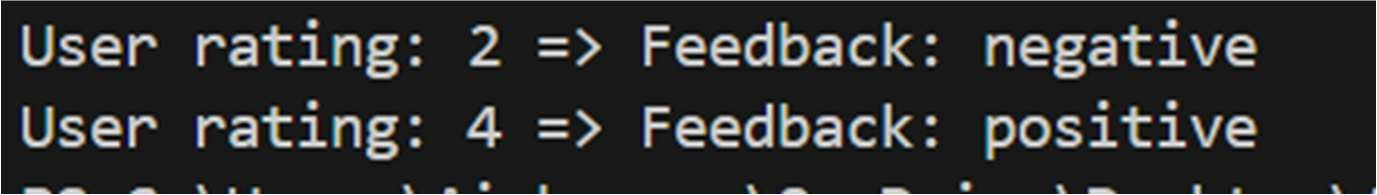 User rating: 2 => Feedback: negative
User rating: 4 => Feedback: positive